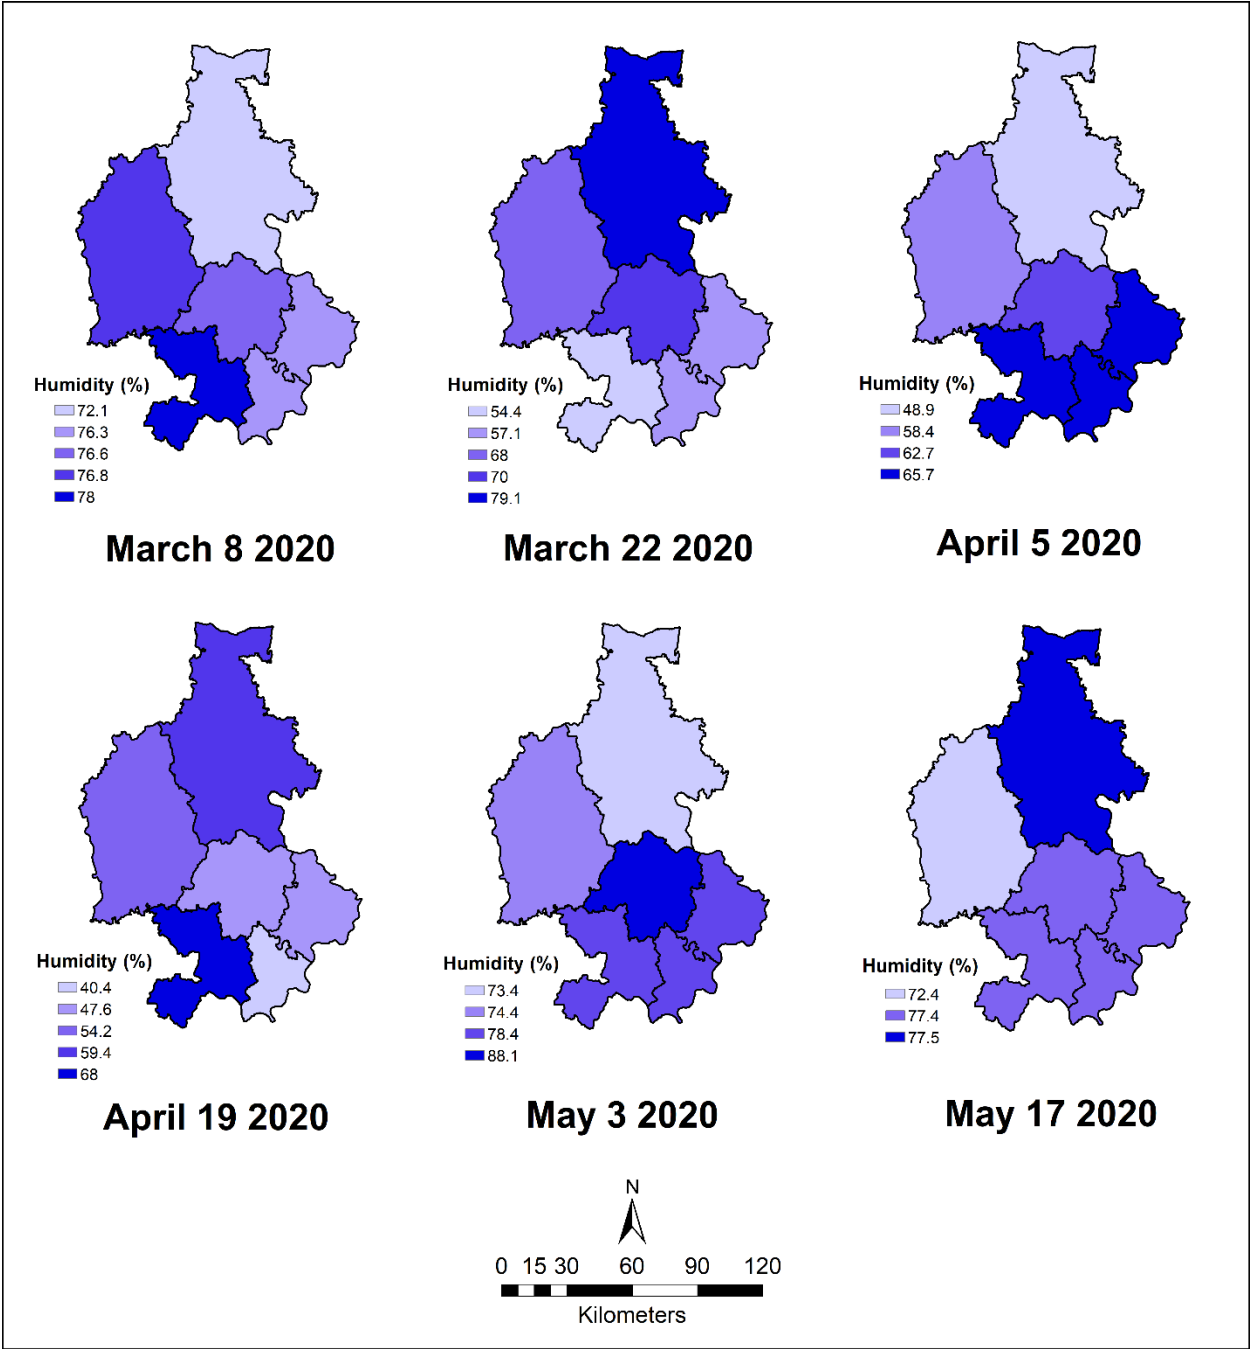 Humidity (%)
72.1
76.3
76.6
76.8
78
March 8 2020
Humidity (%)
54.4
57.1
68
70
79.1
March 22 2020
Humidity (%)
48.9
58.4
62.7
65.7
April 5 2020
Humidity (%)
40.4
47.6
54.2
59.4
68
April 19 2020
Humidity (%)
73.4
74.4
78.4
88.1
May 3 2020
Humidity (%)
72.4
77.4
77.5
May 17 2020
N
0 15 30 60 90 120
Kilometers